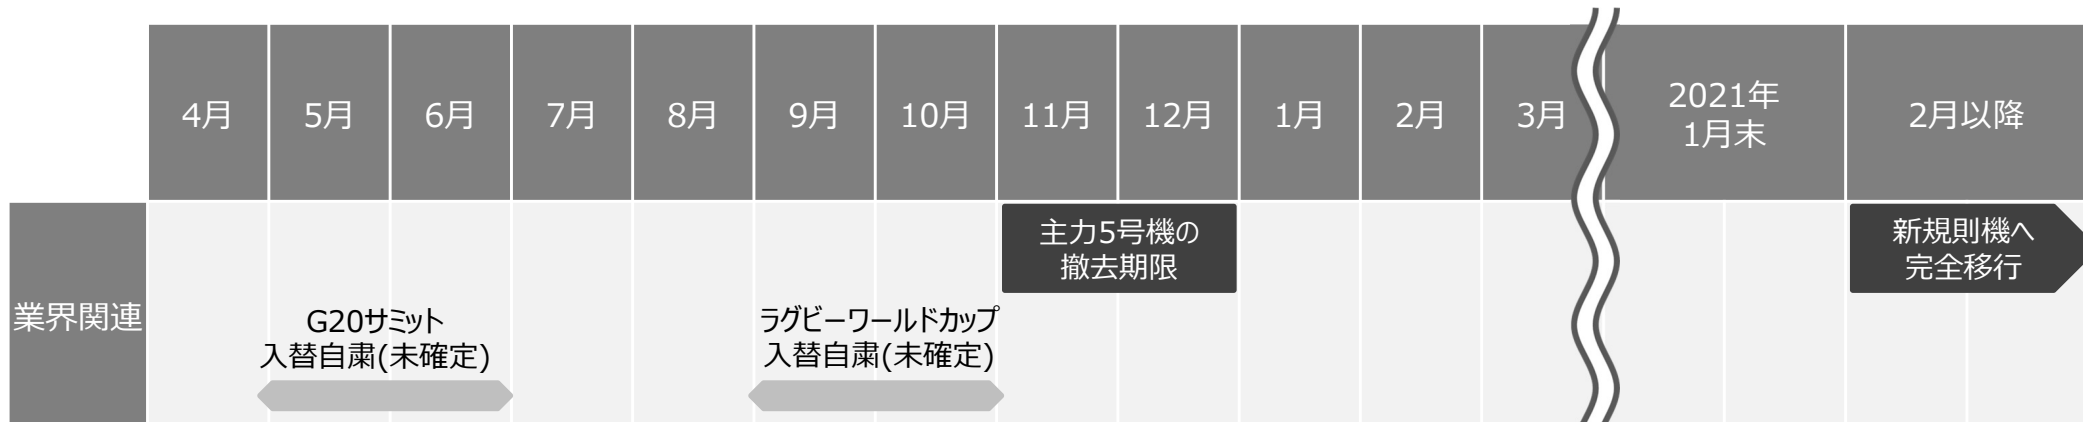 4月
5月
6月
7月
8月
9月
10月
11月
12月
1月
2月
3月
2021年
1月末
2月以降
業界関連
主力5号機の
撤去期限
新規則機へ
完全移行
G20サミット
入替自粛(未確定)
ラグビーワールドカップ
入替自粛(未確定)